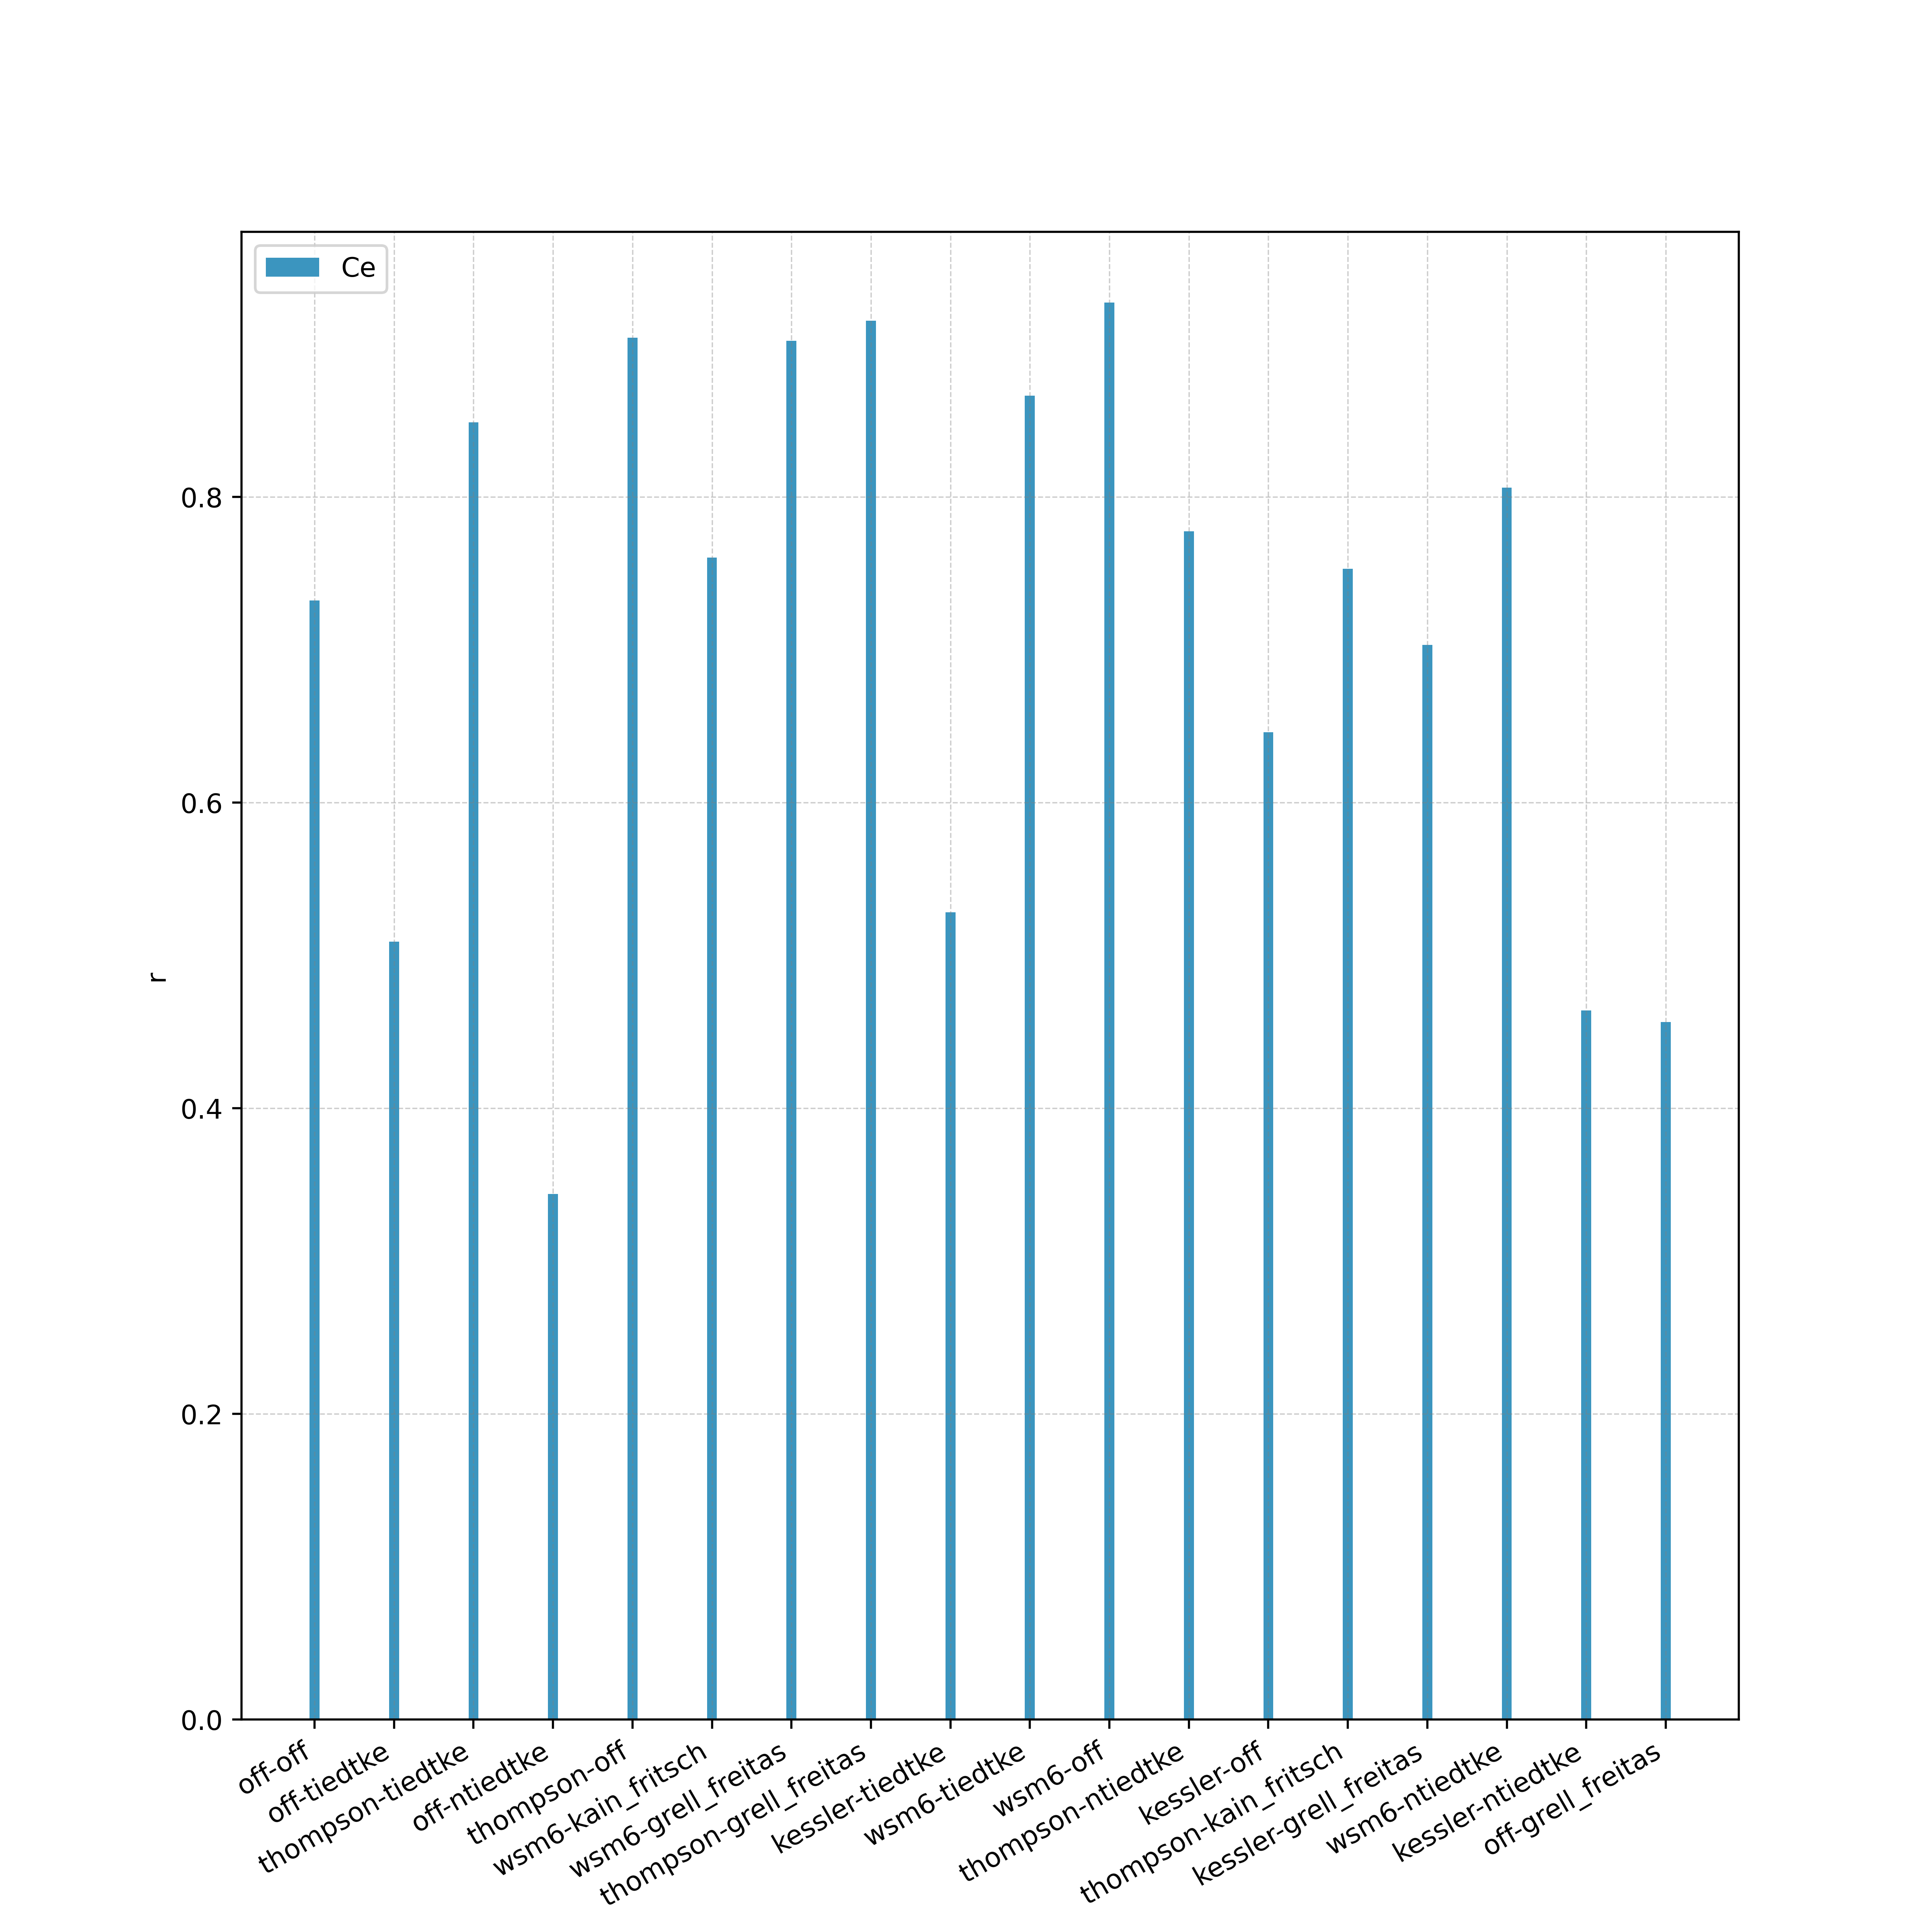 Ce
r
0.8
0.6
0.4
0.2
0.0
off-off
off-tiedtke
thompson-tiedtke
off-ntiedtke
thompson-off
wsm6-kain_fritsch
wsm6-grell_freitas
thompson-grell_freitas
kessler-tiedtke
wsm6-tiedtke
wsm6-off
thompson-ntiedtke
kessler-off
thompson-kain_fritsch
kessler-grell_freitas
wsm6-ntiedtke
kessler-ntiedtke
off-grell_freitas